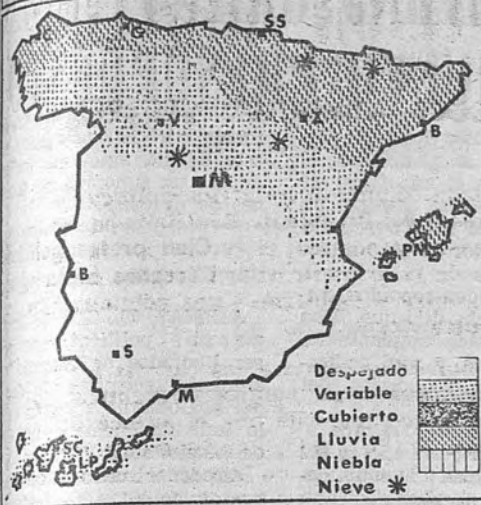 C G SS
V Z B
M
PM
B
S
M
SC
LP
Despejado
Variable
Cubierto
Lluvia
Niebla
Nieve